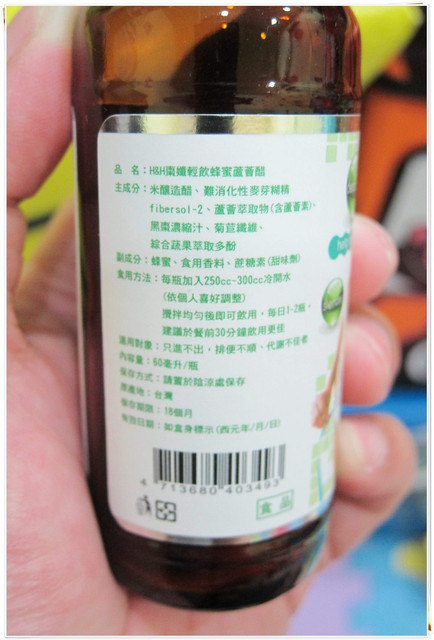 品　名：H&H棗纖輕飲蜂蜜蘆薈醋
主成分：米釀造醋、難消化性麥芽糊精
fibersol-2、蘆薈萃取物(含蘆薈素)、
黑棗濃縮汁、菊苣纖維、
綜合蔬果萃取多酚
副成分：蜂蜜、食用香料、蔗糖素(甜味劑)
食用方法：每瓶加入250cc-300cc冷開水
(依個人喜好調整)
攪拌均勻後即可飲用，每日1-2瓶，
建議於餐前30分鐘飲用更佳
適用對象：只進不出，排便不順、代謝不佳者
內容量：60毫升/瓶
保存方式：請置於陰涼處保存
原產地：台灣
保存期限：18個月
有效日期：如盒身標示(西元年/月/日)
4 713680 403493
食品